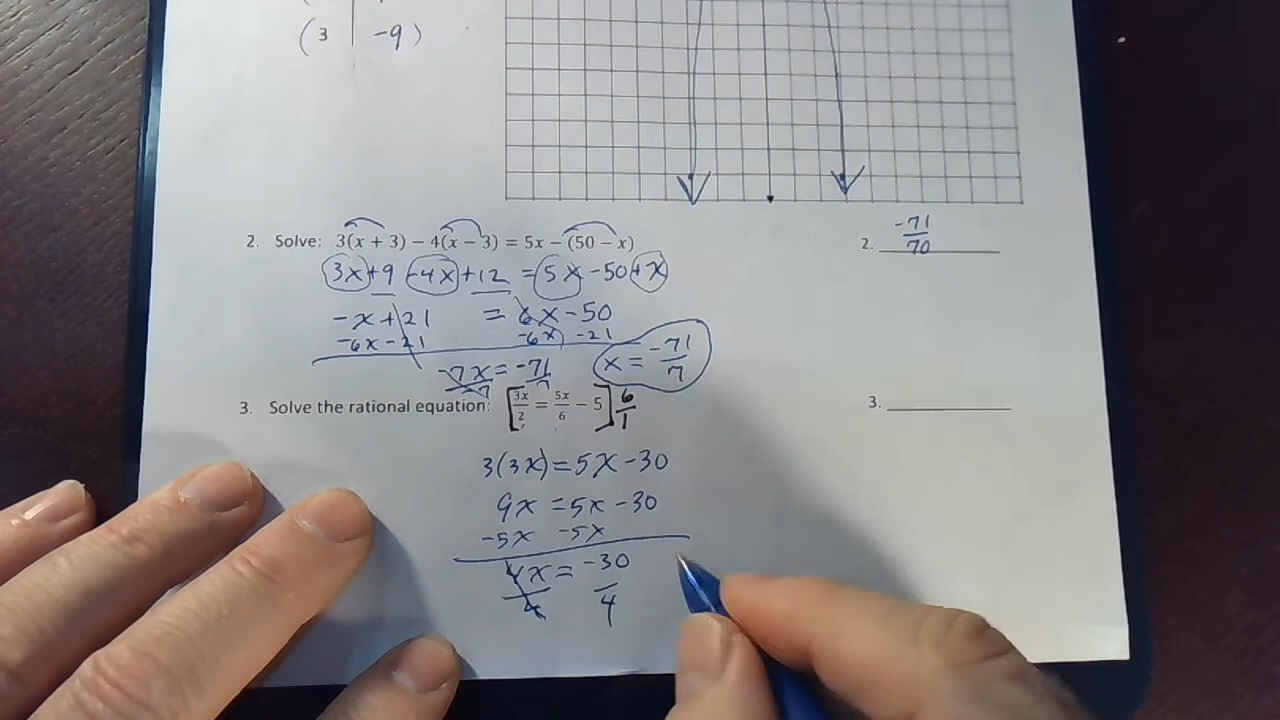 (3 | -9)
2. Solve: 3(x + 3) − 4(x − 3) = 5x − (50 − x)
2. -71/70
3x+9 -4x+12 = 5x-50+x
-x+21 = 6x-50
-6x-21 -6x -21
-7x = -71
-7 7
x = -71/7
3. Solve the rational equation: [3x/2 = 5x/6 − 5] 6/1
3.
3(3x)=5x-30
9x=5x-30
-5x -5x
4x = -30
4 4